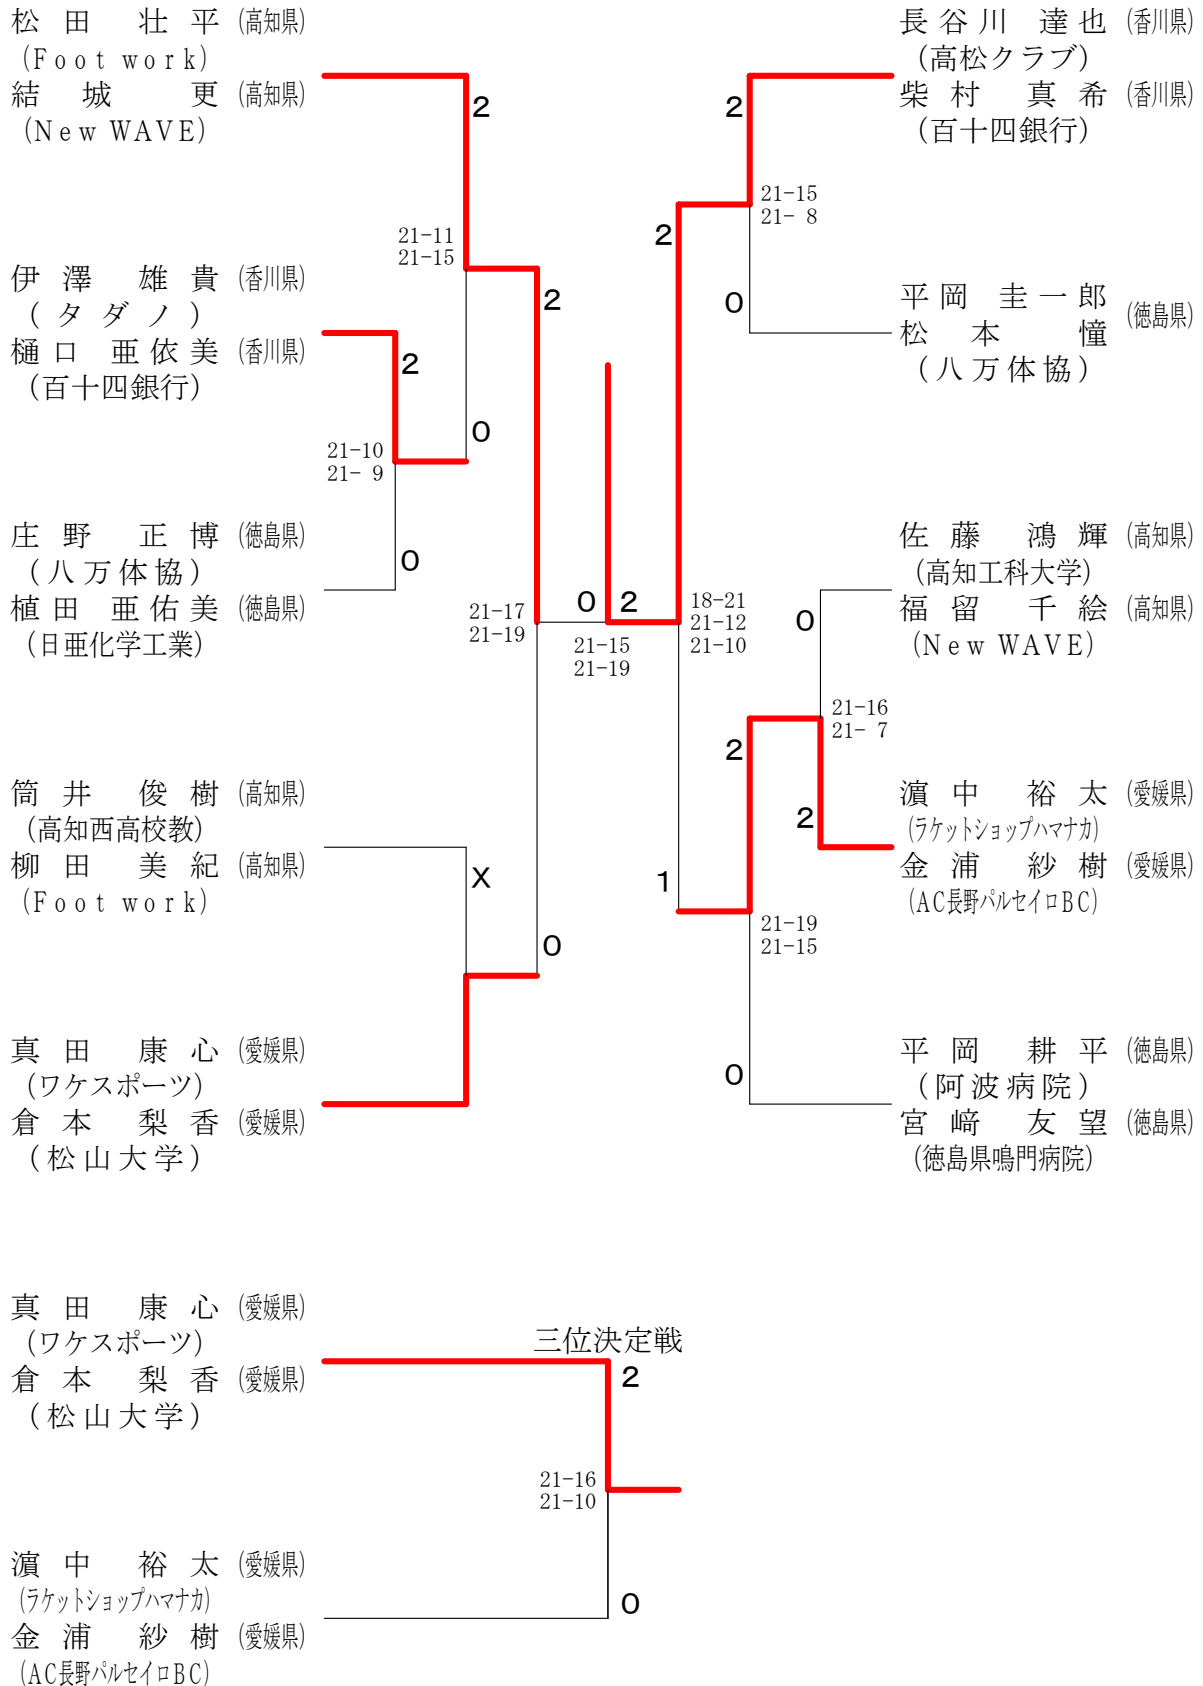 松田 壮平 (高知県)
(Foot work)
結城 更 (高知県)
(New WAVE)
伊澤 雄貴 (香川県)
(タダノ)
樋口 亜依美 (香川県)
(百十四銀行)
庄野 正博 (徳島県)
(八万体協)
植田 亜佑美 (徳島県)
(日亜化学工業)
筒井 俊樹 (高知県)
(高知西高校教)
柳田 美紀 (高知県)
(Foot work)
真田 康心 (愛媛県)
(ワケスポーツ)
倉本 梨香 (愛媛県)
(松山大学)
2
21-11
21-15
2
2
0
21-10
21- 9
0
21-17
21-19
X
0
0
2
21-15
21-19
長谷川 達也 (香川県)
(高松クラブ)
柴村 真希 (香川県)
(百十四銀行)
平岡 圭一郎
(徳島県)
松本 憧
(八万体協)
佐藤 鴻輝 (高知県)
(高知工科大学)
福留 千絵 (高知県)
(New WAVE)
濵中 裕太 (愛媛県)
(ラケットショップハマナカ)
金浦 紗樹 (愛媛県)
(AC長野パルセイロBC)
平岡 耕平 (徳島県)
(阿波病院)
宮﨑 友望 (徳島県)
(徳島県鳴門病院)
2
21-15
21- 8
2
0
18-21
21-12
21-10
0
21-16
21- 7
2
2
1
21-19
21-15
0
真田 康心 (愛媛県)
(ワケスポーツ)
倉本 梨香 (愛媛県)
(松山大学)
三位決定戦
2
21-16
21-10
0
濵中 裕太 (愛媛県)
(ラケットショップハマナカ)
金浦 紗樹 (愛媛県)
(AC長野パルセイロBC)